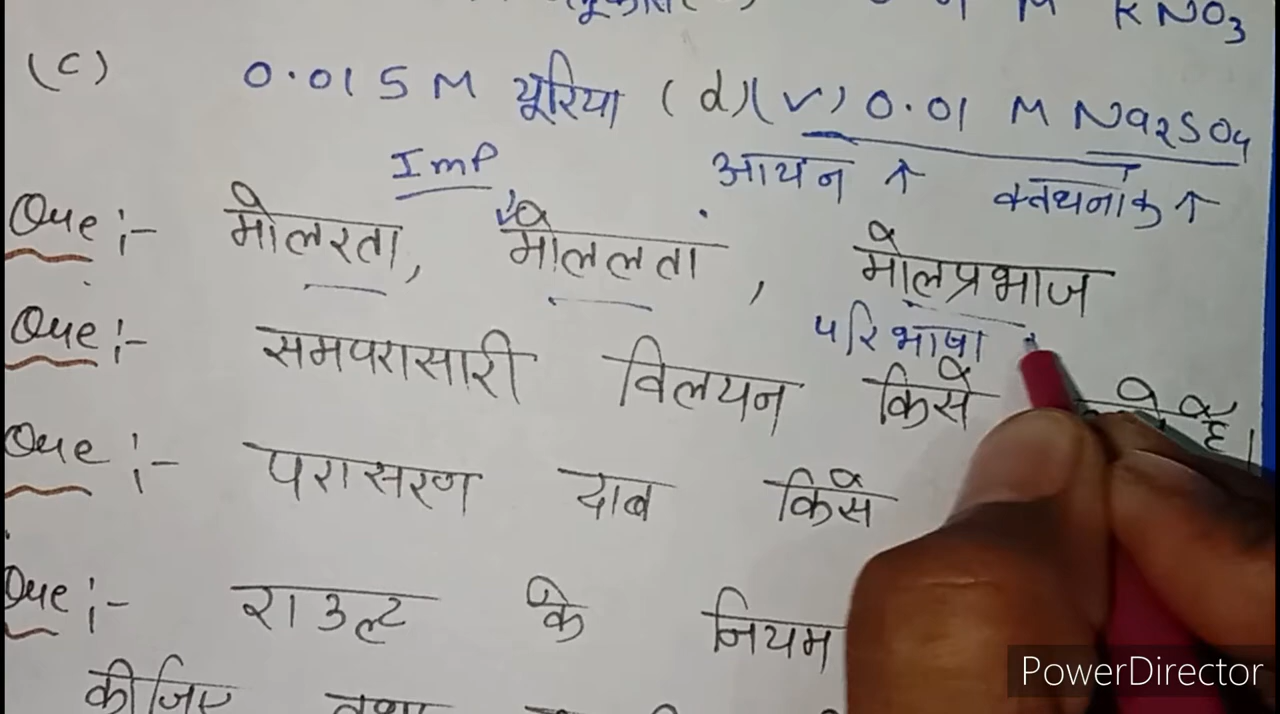 M KNO3
(C) 0.015 M यूरिया (d)(✓) 0.01 M Na2SO4
Imp आयन ↑ क्वथनांक ↑
Que :- मोलरता, मोललता, मोलप्रभाज
परिभाषा
Que :- समपरासारी विलयन किसे हैं।
Que :- परासरण दाब किसे
Que :- राउल्ट के नियम
कीजिए तथा
PowerDirector